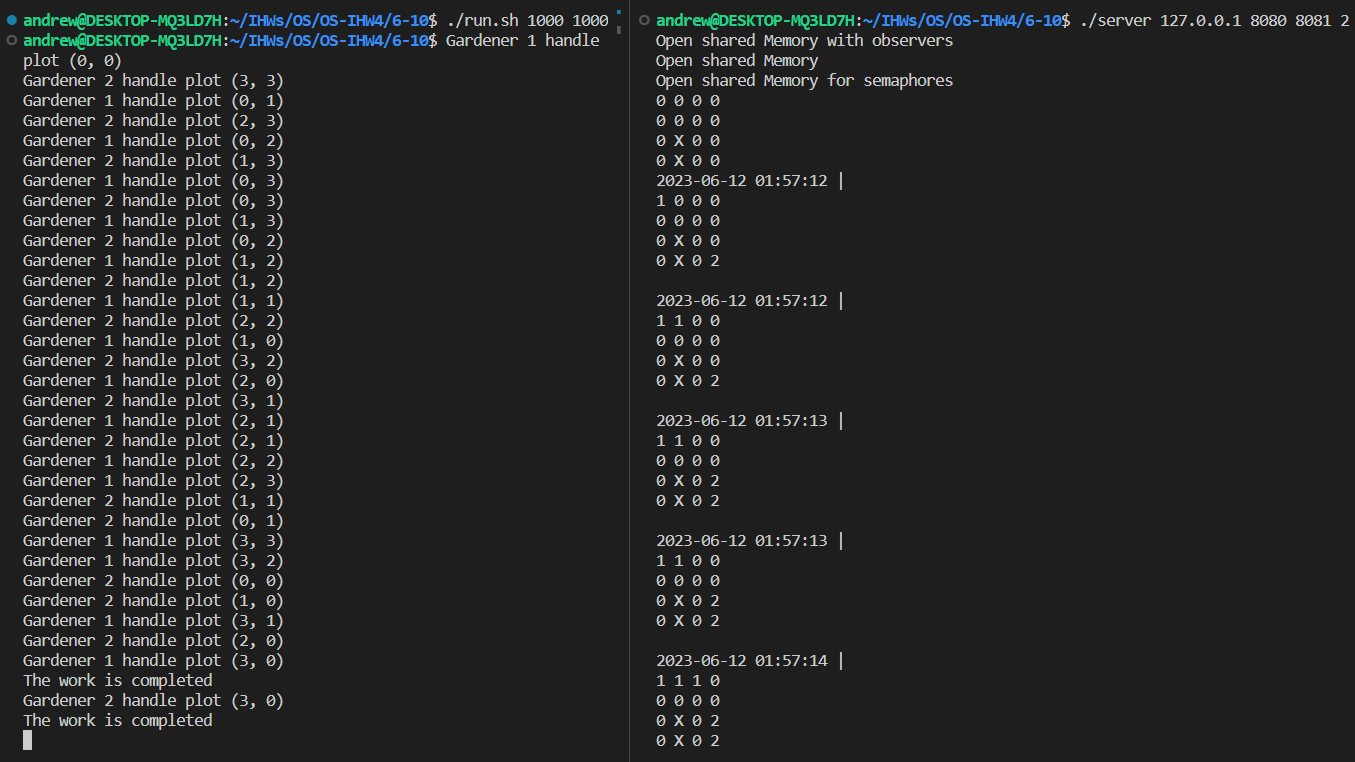 andrew@DESKTOP-MQ3LD7H:~/IHWs/OS/OS-IHW4/6-10$ ./run.sh 1000 1000
andrew@DESKTOP-MQ3LD7H:~/IHWs/OS/OS-IHW4/6-10$ Gardener 1 handle
plot (0, 0)
Gardener 2 handle plot (3, 3)
Gardener 1 handle plot (0, 1)
Gardener 2 handle plot (2, 3)
Gardener 1 handle plot (0, 2)
Gardener 2 handle plot (1, 3)
Gardener 1 handle plot (0, 3)
Gardener 2 handle plot (0, 3)
Gardener 1 handle plot (1, 3)
Gardener 2 handle plot (0, 2)
Gardener 1 handle plot (1, 2)
Gardener 2 handle plot (1, 2)
Gardener 1 handle plot (1, 1)
Gardener 2 handle plot (2, 2)
Gardener 1 handle plot (1, 0)
Gardener 2 handle plot (3, 2)
Gardener 1 handle plot (2, 0)
Gardener 2 handle plot (3, 1)
Gardener 1 handle plot (2, 1)
Gardener 2 handle plot (2, 1)
Gardener 1 handle plot (2, 2)
Gardener 1 handle plot (2, 3)
Gardener 2 handle plot (1, 1)
Gardener 2 handle plot (0, 1)
Gardener 1 handle plot (3, 3)
Gardener 1 handle plot (3, 2)
Gardener 2 handle plot (0, 0)
Gardener 2 handle plot (1, 0)
Gardener 1 handle plot (3, 1)
Gardener 2 handle plot (2, 0)
Gardener 1 handle plot (3, 0)
The work is completed
Gardener 2 handle plot (3, 0)
The work is completed
andrew@DESKTOP-MQ3LD7H:~/IHWs/OS/OS-IHW4/6-10$ ./server 127.0.0.1 8080 8081 2
Open shared Memory with observers
Open shared Memory
Open shared Memory for semaphores
0 0 0 0
0 0 0 0
0 X 0 0
0 X 0 0
2023-06-12 01:57:12 |
1 0 0 0
0 0 0 0
0 X 0 0
0 X 0 2
2023-06-12 01:57:12 |
1 1 0 0
0 0 0 0
0 X 0 0
0 X 0 2
2023-06-12 01:57:13 |
1 1 0 0
0 0 0 0
0 X 0 2
0 X 0 2
2023-06-12 01:57:13 |
1 1 0 0
0 0 0 0
0 X 0 2
0 X 0 2
2023-06-12 01:57:14 |
1 1 1 0
0 0 0 0
0 X 0 2
0 X 0 2